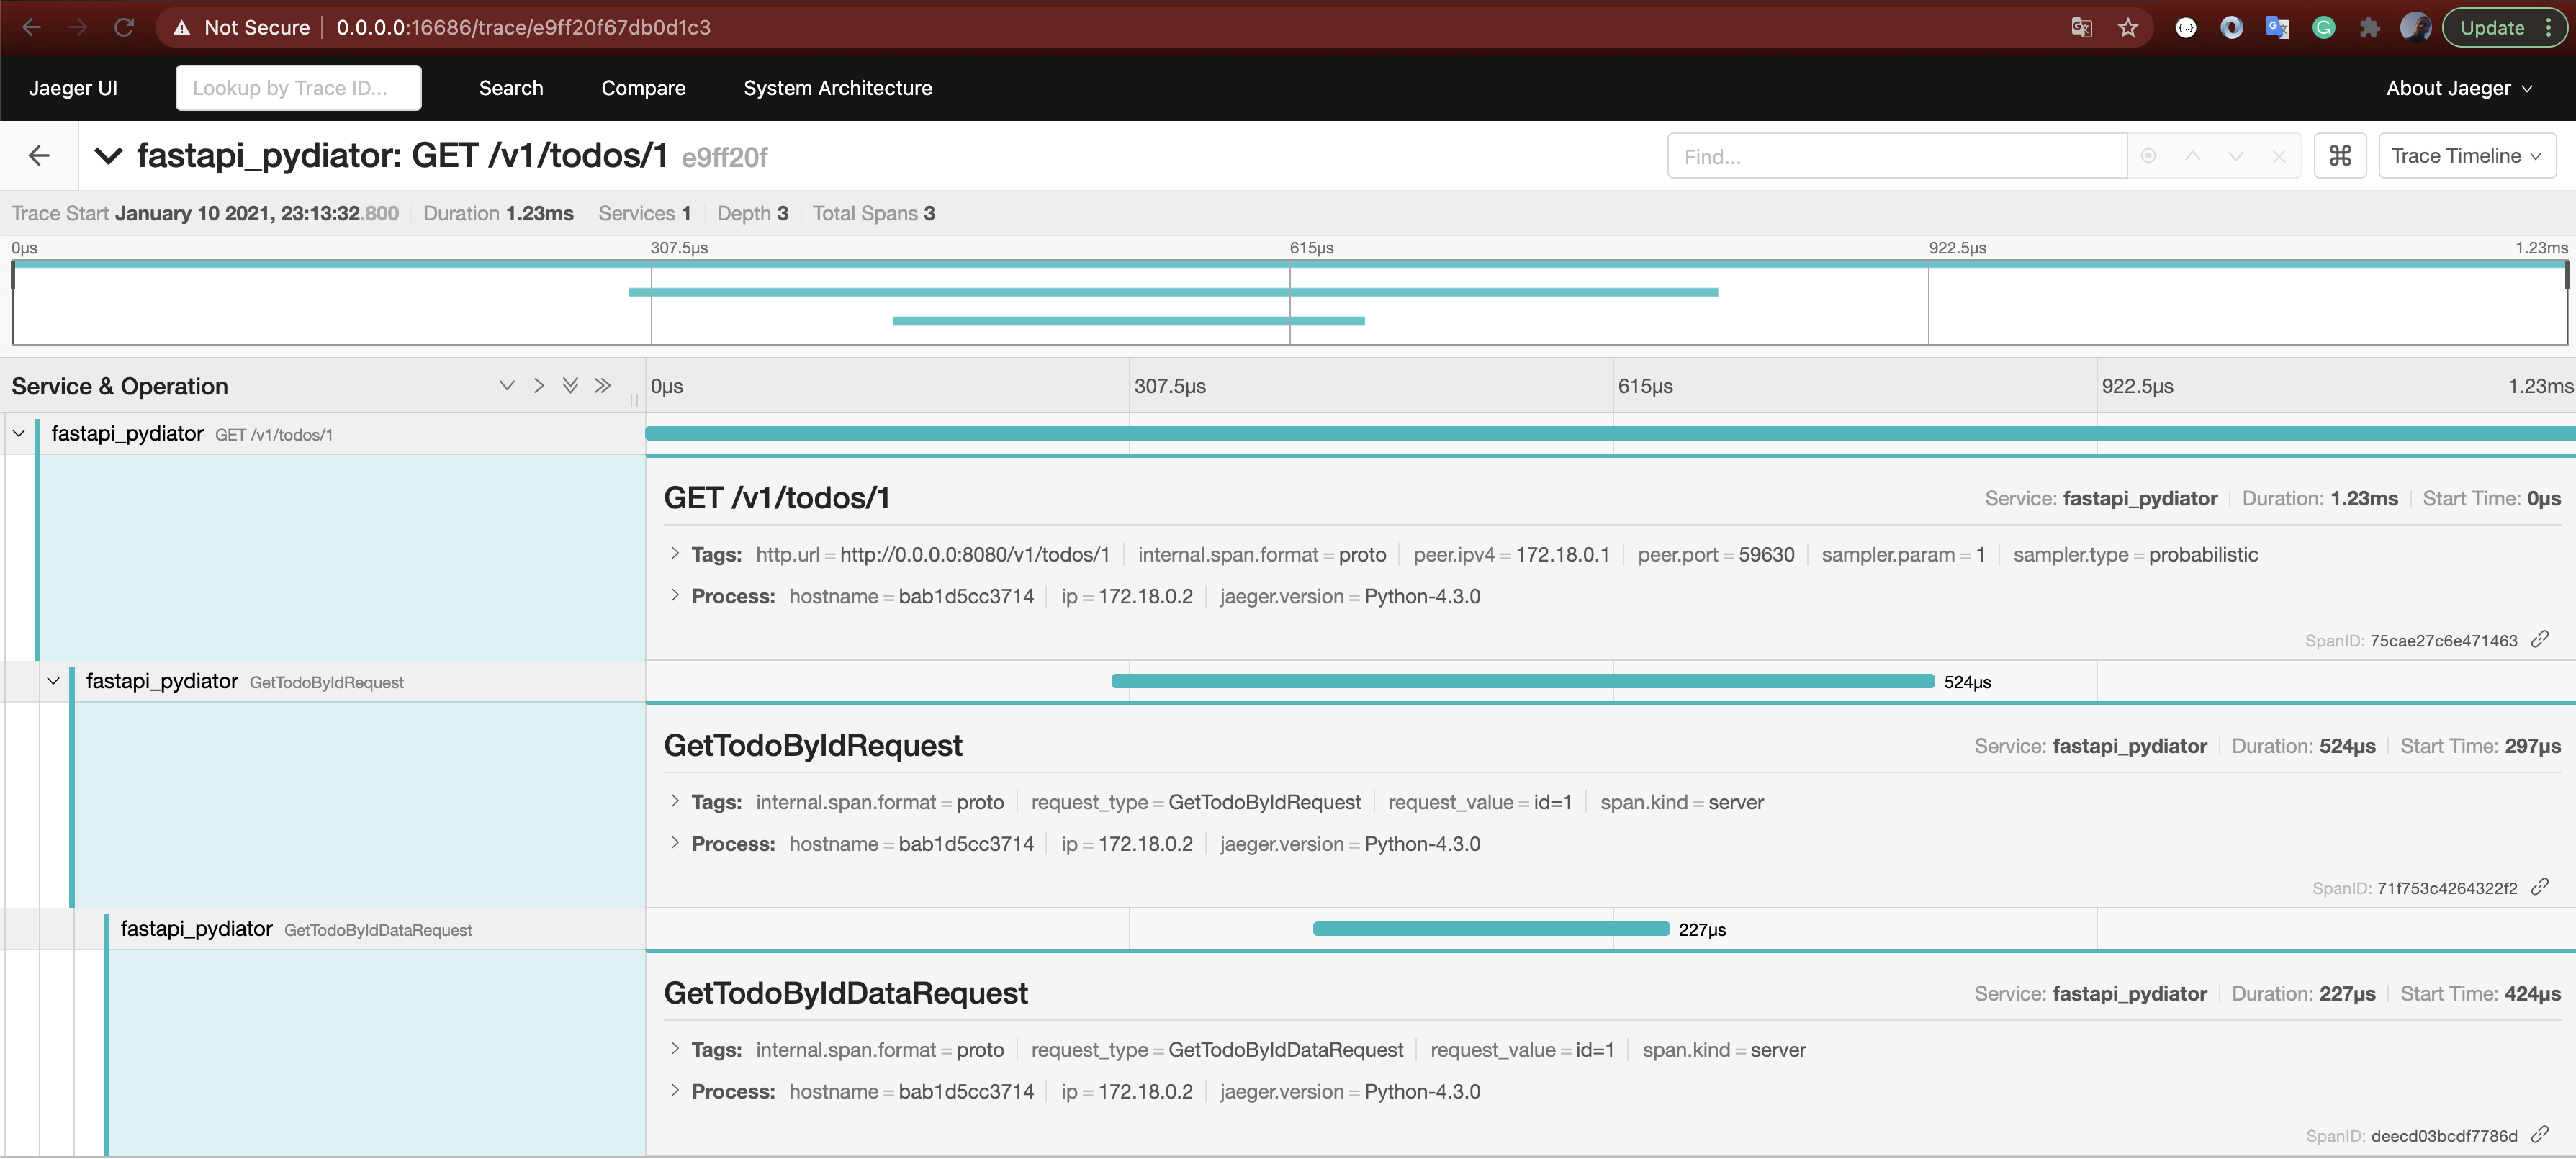 Not Secure 0.0.0.0:16686/trace/e9ff20f67db0d1c3 Update
Jaeger UI Lookup by Trace ID... Search Compare System Architecture About Jaeger
fastapi_pydiator: GET /v1/todos/1 e9ff20f Find... ⌘ Trace Timeline
Trace Start January 10 2021, 23:13:32.800 Duration 1.23ms Services 1 Depth 3 Total Spans 3
0μs 307.5μs 615μs 922.5μs 1.23ms
Service & Operation 0μs 307.5μs 615μs 922.5μs 1.23ms
fastapi_pydiator GET /v1/todos/1
GET /v1/todos/1 Service: fastapi_pydiator Duration: 1.23ms Start Time: 0μs
Tags: http.url = http://0.0.0.0:8080/v1/todos/1 internal.span.format = proto peer.ipv4 = 172.18.0.1 peer.port = 59630 sampler.param = 1 sampler.type = probabilistic
Process: hostname = bab1d5cc3714 ip = 172.18.0.2 jaeger.version = Python-4.3.0
SpanID: 75cae27c6e471463
fastapi_pydiator GetTodoByIdRequest 524μs
GetTodoByIdRequest Service: fastapi_pydiator Duration: 524μs Start Time: 297μs
Tags: internal.span.format = proto request_type = GetTodoByIdRequest request_value = id=1 span.kind = server
Process: hostname = bab1d5cc3714 ip = 172.18.0.2 jaeger.version = Python-4.3.0
SpanID: 71f753c4264322f2
fastapi_pydiator GetTodoByIdDataRequest 227μs
GetTodoByIdDataRequest Service: fastapi_pydiator Duration: 227μs Start Time: 424μs
Tags: internal.span.format = proto request_type = GetTodoByIdDataRequest request_value = id=1 span.kind = server
Process: hostname = bab1d5cc3714 ip = 172.18.0.2 jaeger.version = Python-4.3.0
SpanID: deecd03bcdf7786d